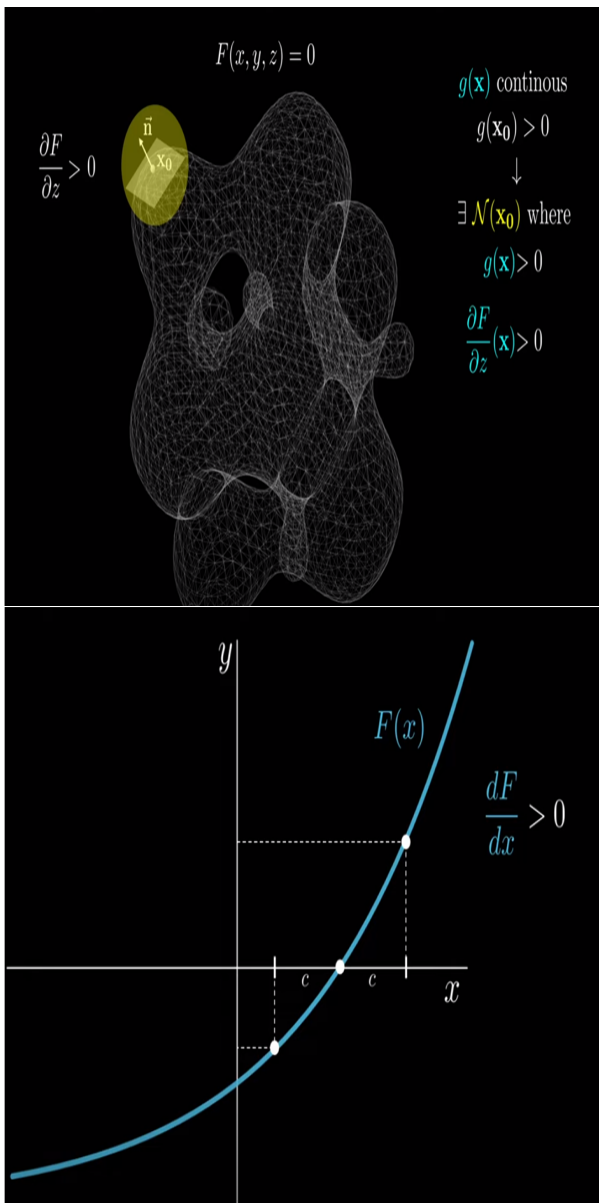 F(x, y, z) = 0
g(x) continous
g(x₀) > 0
↓
∃ 𝒩(x₀) where
g(x) > 0
∂F/∂z (x) > 0
∂F/∂z > 0
n⃗
x₀
y
F(x)
dF/dx > 0
c c
x